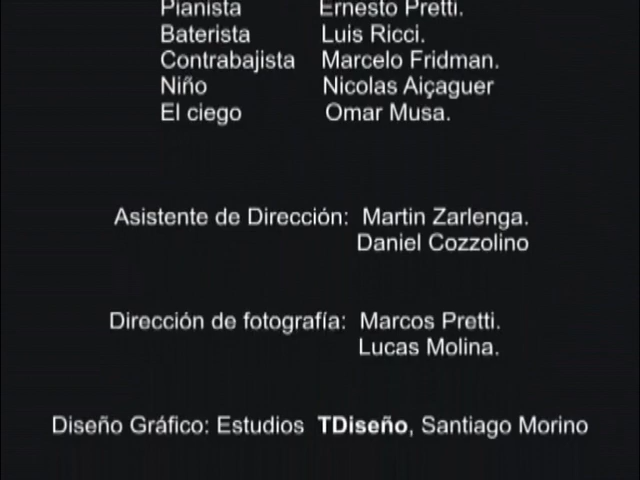 Pianista Ernesto Pretti.
Baterista Luis Ricci.
Contrabajista Marcelo Fridman.
Niño Nicolas Aiçaguer
El ciego Omar Musa.
Asistente de Dirección: Martin Zarlenga.
Daniel Cozzolino
Dirección de fotografía: Marcos Pretti.
Lucas Molina.
Diseño Gráfico: Estudios TDiseño, Santiago Morino